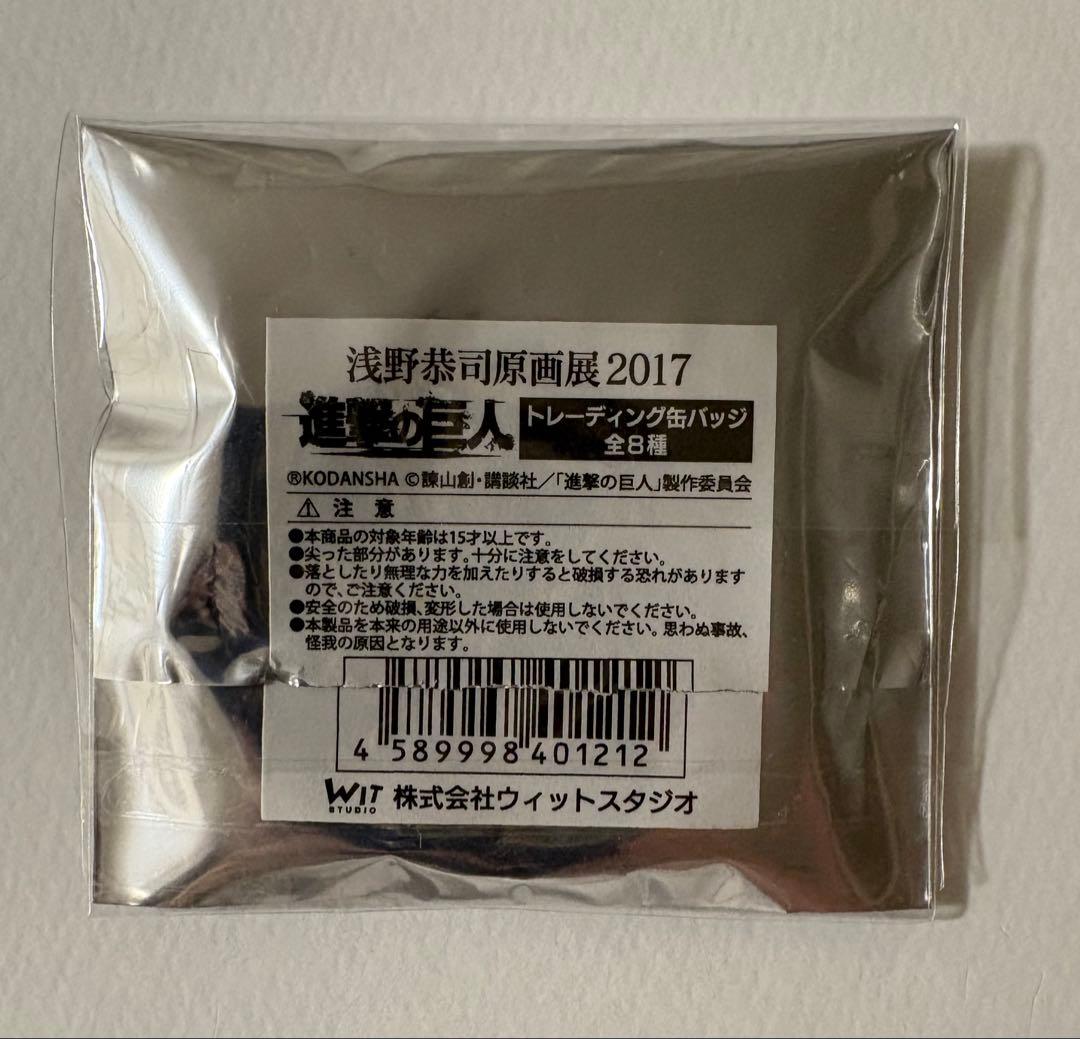 浅野恭司原画展2017
進撃の巨人
トレーディング缶バッジ
全8種
®KODANSHA ©諫山創・講談社／「進撃の巨人」製作委員会
⚠ 注 意
●本商品の対象年齢は15才以上です。
●尖った部分があります。十分に注意をしてください。
●落としたり無理な力を加えたりすると破損する恐れがあります
ので、ご注意ください。
●安全のため破損、変形した場合は使用しないでください。
●本製品を本来の用途以外に使用しないでください。思わぬ事故、
怪我の原因となります。
4 589998 401212
WIT STUDIO 株式会社ウィットスタジオ